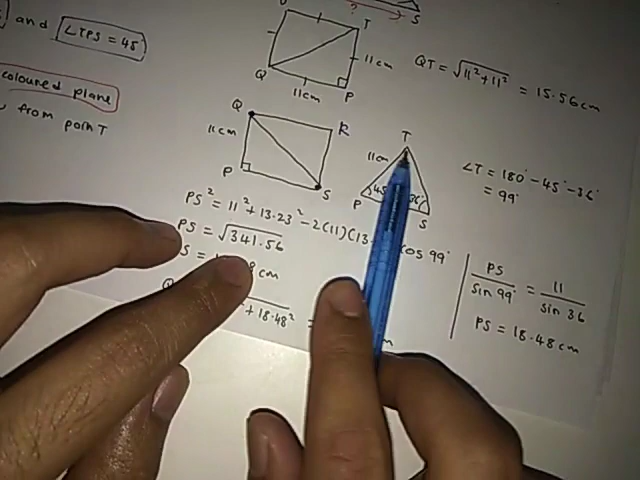 and ∠TPS = 45°
coloured plane
from point T
U
T
11cm
Q
11cm
P
?
S
QT = √11² + 11² = 15.56cm
Q
R
11cm
P
S
T
11cm
45
36°
P
S
∠T = 180° - 45° - 36°
= 99°
PS² = 11² + 13.23² - 2(11)(13. cos 99°
PS = √341.56
S = cm
+ 18.48²
PS / sin 99° = 11 / sin 36
PS = 18.48 cm